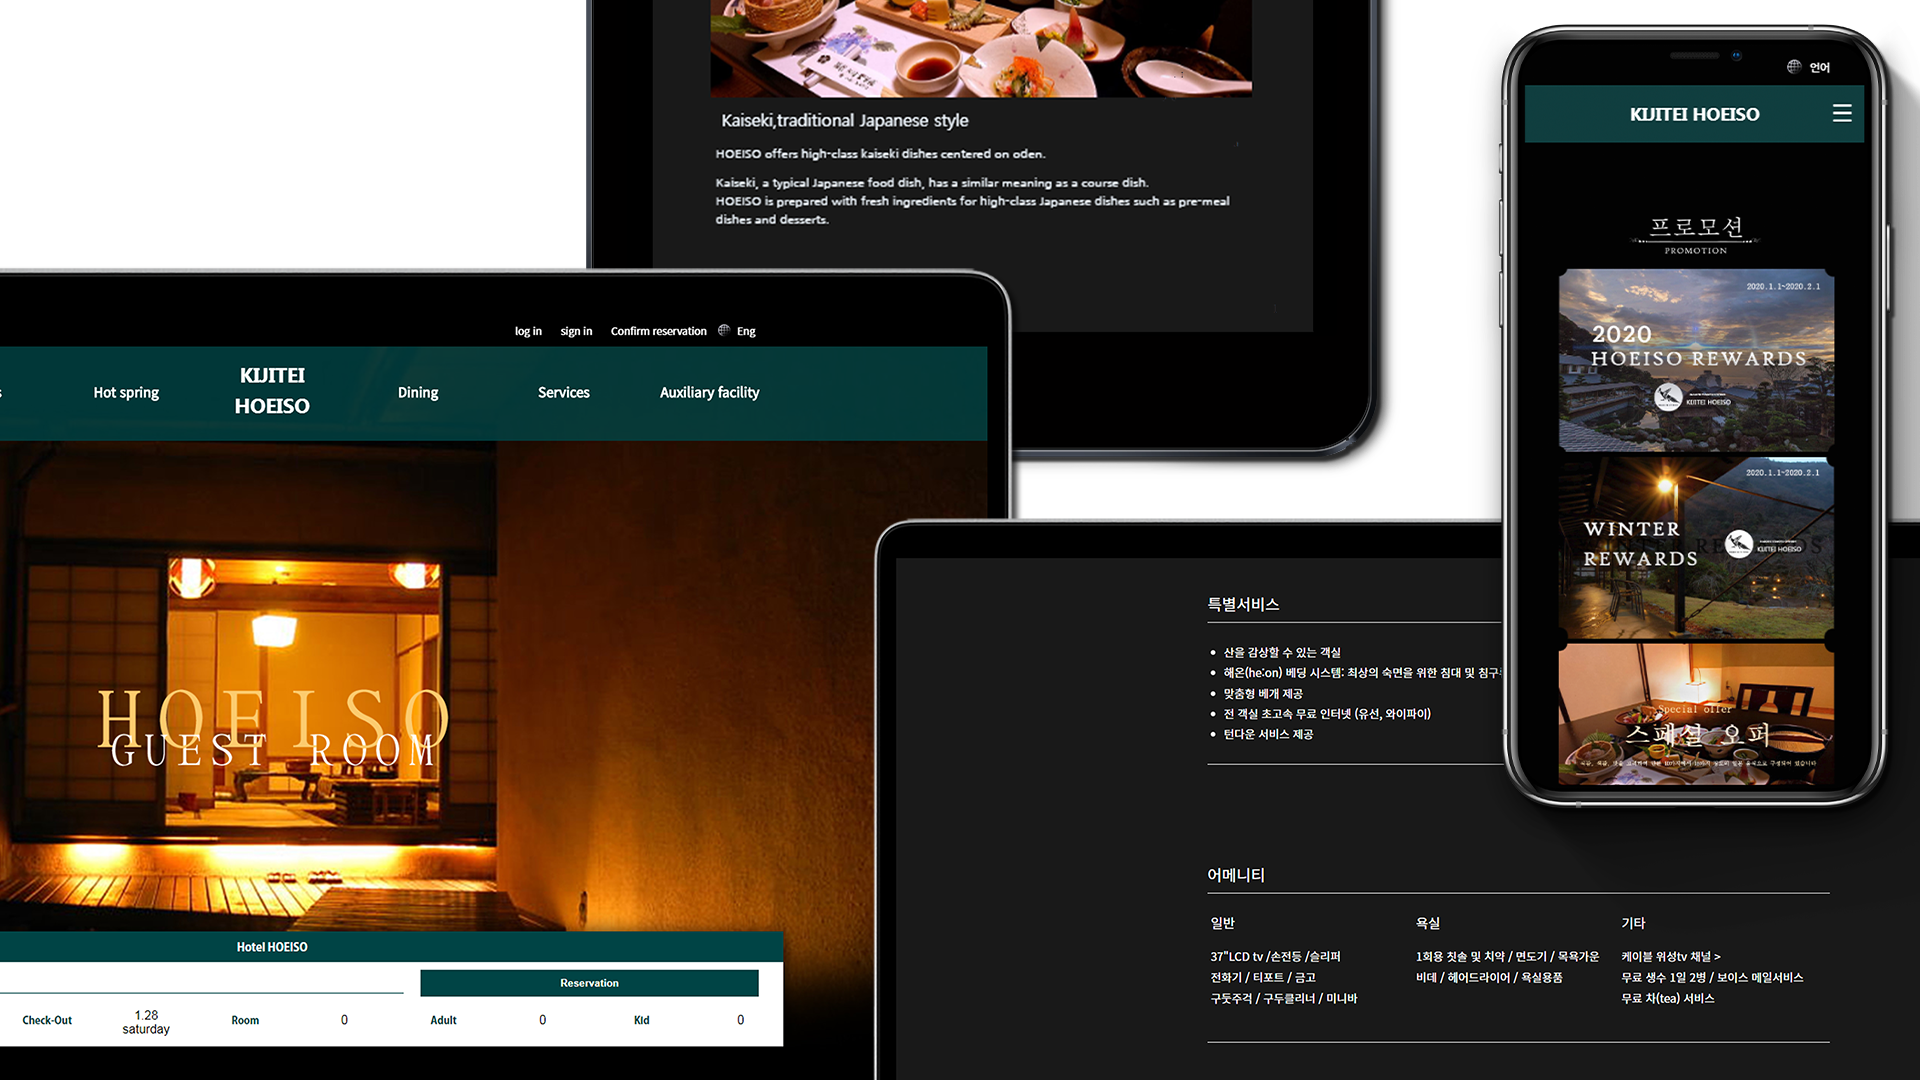 Kaiseki,traditional Japanese style
HOEISO offers high-class kaiseki dishes centered on oden.
Kaiseki, a typical Japanese food dish, has a similar meaning as a course dish.
HOEISO is prepared with fresh ingredients for high-class Japanese dishes such as pre-meal
dishes and desserts.
log in sign in Confirm reservation Eng
Hot spring
KIJITEI
HOEISO
Dining
Services
Auxiliary facility
HOEISO
GUEST ROOM
Hotel HOEISO
Reservation
Check-Out
1.28
saturday
Room 0
Adult 0
Kid 0
특별서비스
산을 감상할 수 있는 객실
헤온(he:on) 베딩 시스템: 최상의 숙면을 위한 침대 및 침구
맞춤형 베개 제공
전 객실 초고속 무료 인터넷 (유선, 와이파이)
턴다운 서비스 제공
어메니티
일반
37"LCD tv /손전등 /슬리퍼
전화기 / 티포트 / 금고
구둣주걱 / 구두클리너 / 미니바
욕실
1회용 칫솔 및 치약 / 면도기 / 목욕가운
비데 / 헤어드라이어 / 욕실용품
기타
케이블 위성tv 채널 >
무료 생수 1일 2병 / 보이스 메일서비스
무료 차(tea) 서비스
언어
KIJITEI HOEISO
프로모션
PROMOTION
2020.1.1~2020.2.1
2020
HOEISO REWARDS
KIJITEI HOEISO
2020.1.1~2020.2.1
WINTER
REWARDS
KIJITEI HOEISO
Special offer
스페셜 오퍼